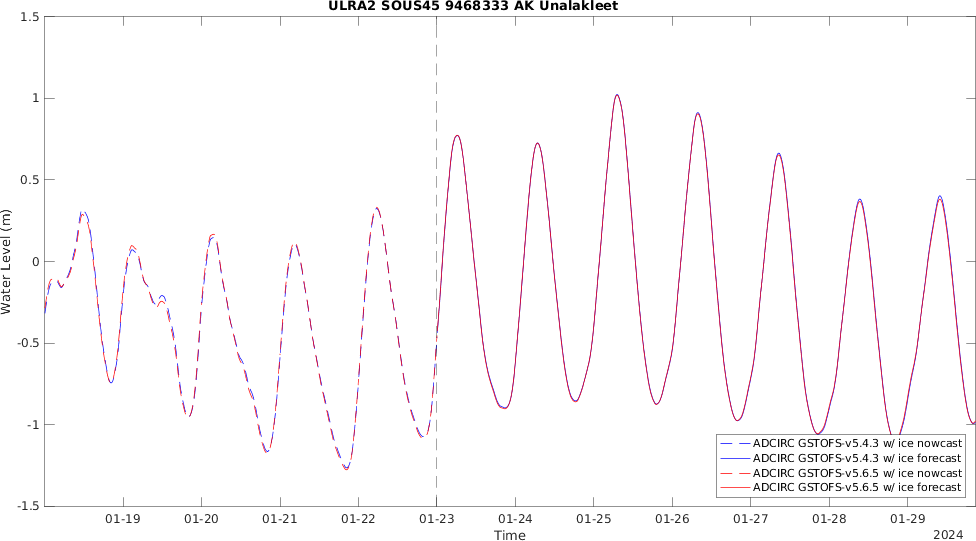 ULRA2 SOUS45 9468333 AK Unalakleet
1.5
1
0.5
0
-0.5
-1
-1.5
Water Level (m)
01-19 01-20 01-21 01-22 01-23 01-24 01-25 01-26 01-27 01-28 01-29
Time
2024
ADCIRC GSTOFS-v5.4.3 w/ ice nowcast
ADCIRC GSTOFS-v5.4.3 w/ ice forecast
ADCIRC GSTOFS-v5.6.5 w/ ice nowcast
ADCIRC GSTOFS-v5.6.5 w/ ice forecast